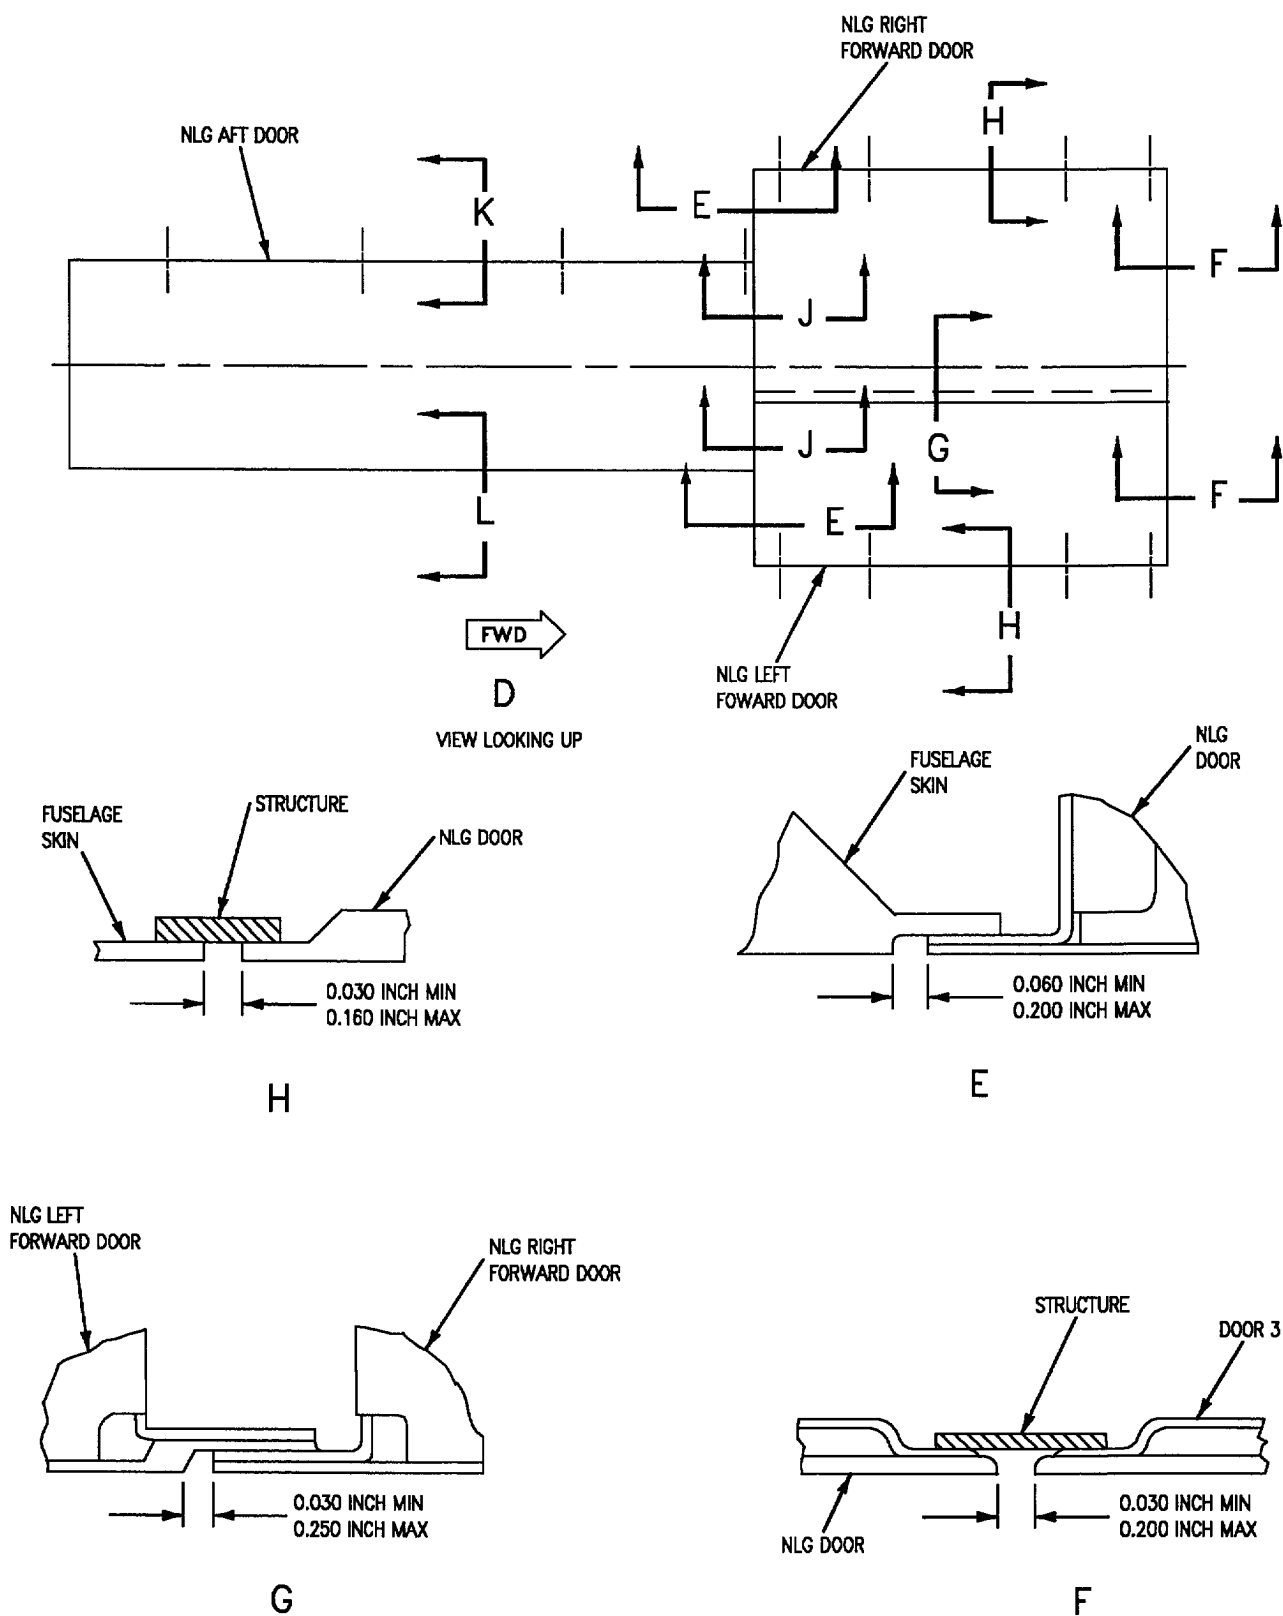 NLG RIGHT
FORWARD DOOR
H
NLG AFT DOOR
K
E
F
J
G
J
F
L
E
H
FWD
D
VIEW LOOKING UP
NLG LEFT
FOWARD DOOR
FUSELAGE
SKIN
STRUCTURE
NLG DOOR
0.030 INCH MIN
0.160 INCH MAX
H
FUSELAGE
SKIN
NLG
DOOR
0.060 INCH MIN
0.200 INCH MAX
E
NLG LEFT
FORWARD DOOR
NLG RIGHT
FORWARD DOOR
0.030 INCH MIN
0.250 INCH MAX
G
STRUCTURE
DOOR 3
NLG DOOR
0.030 INCH MIN
0.200 INCH MAX
F